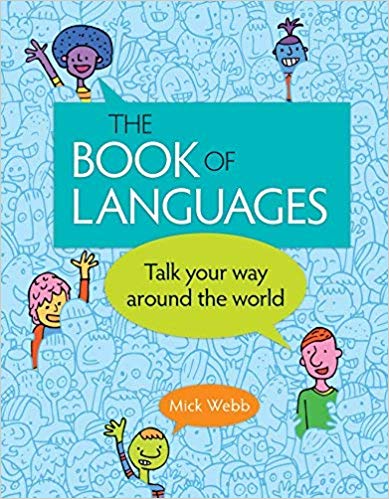 THE
BOOK OF
LANGUAGES
Talk your way
around the world
Mick Webb